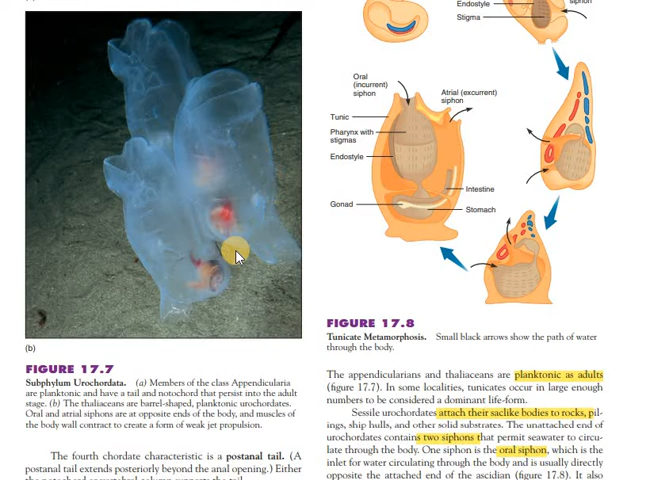 (b)
FIGURE 17.7
Subphylum Urochordata. (a) Members of the class Appendicularia
are planktonic and have a tail and notochord that persist into the adult
stage. (b) The thaliaceans are barrel-shaped, planktonic urochordates.
Oral and atrial siphons are at opposite ends of the body, and muscles of
the body wall contract to create a form of weak jet propulsion.
The fourth chordate characteristic is a postanal tail. (A
postanal tail extends posteriorly beyond the anal opening.) Either
Endostyle
siphon
Stigma
Oral
(incurrent)
siphon
Atrial (excurrent)
siphon
Tunic
Pharynx with
stigmas
Endostyle
Intestine
Gonad
Stomach
FIGURE 17.8
Tunicate Metamorphosis. Small black arrows show the path of water
through the body.
The appendicularians and thaliaceans are planktonic as adults
(figure 17.7). In some localities, tunicates occur in large enough
numbers to be considered a dominant life-form.
Sessile urochordates attach their saclike bodies to rocks, pil-
ings, ship hulls, and other solid substrates. The unattached end of
urochordates contains two siphons that permit seawater to circu-
late through the body. One siphon is the oral siphon, which is the
inlet for water circulating through the body and is usually directly
opposite the attached end of the ascidian (figure 17.8). It also